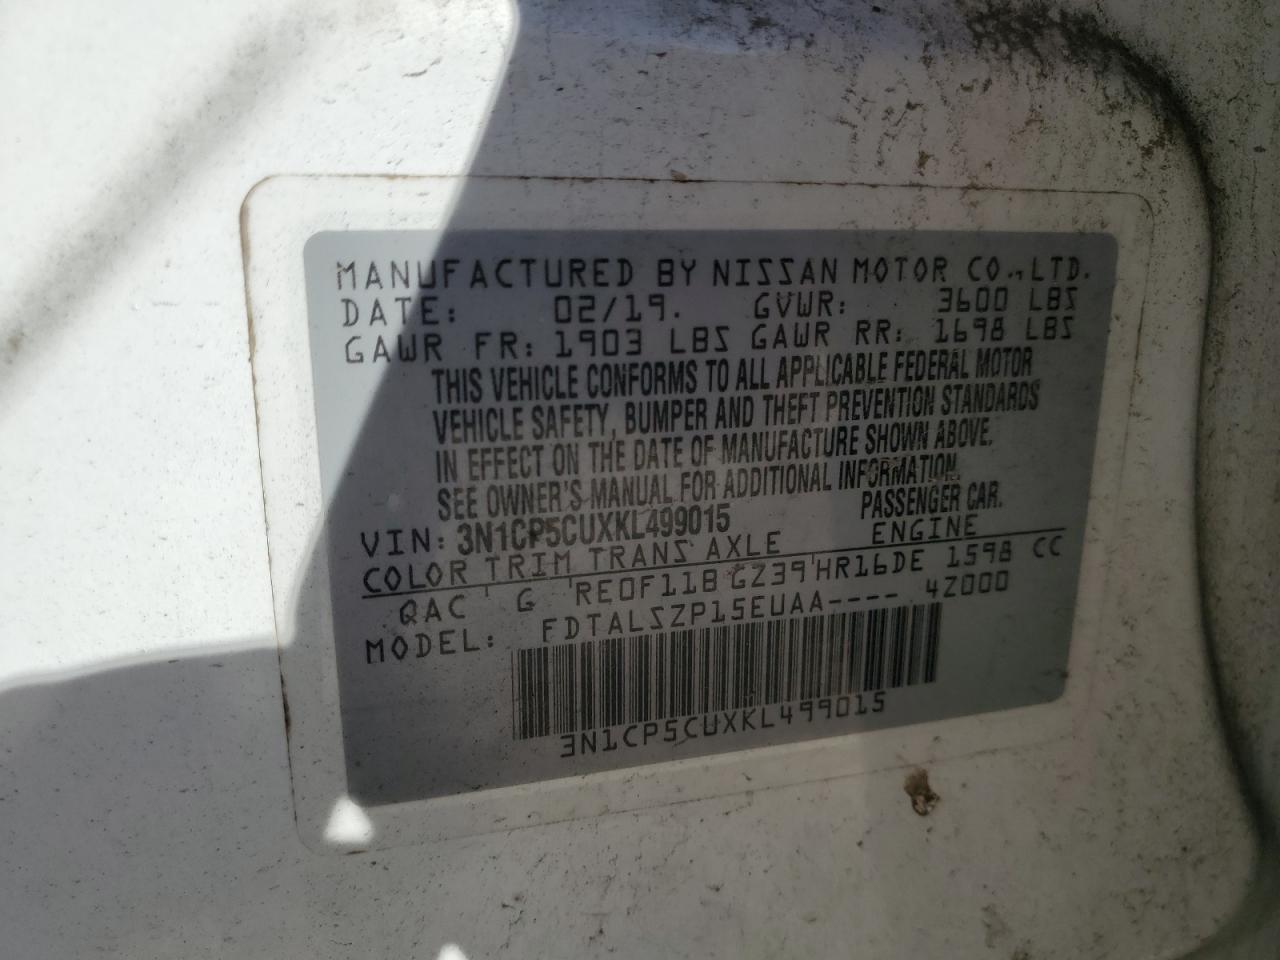 MANUFACTURED BY NISSAN MOTOR CO., LTD.
DATE: 02/19. GVWR: 3600 LBS
GAWR FR: 1903 LBS GAWR RR: 1698 LBS
THIS VEHICLE CONFORMS TO ALL APPLICABLE FEDERAL MOTOR
VEHICLE SAFETY, BUMPER AND THEFT PREVENTION STANDARDS
IN EFFECT ON THE DATE OF MANUFACTURE SHOWN ABOVE.
SEE OWNER'S MANUAL FOR ADDITIONAL INFORMATION.
PASSENGER CAR.
VIN: 3N1CP5CUXKL499015
COLOR TRIM TRANS AXLE ENGINE
QAC ' G 'RE0F11B GZ39'HR16DE 1598 CC
MODEL: FDTALSZP15EUAA---- 4Z000
3N1CP5CUXKL499015